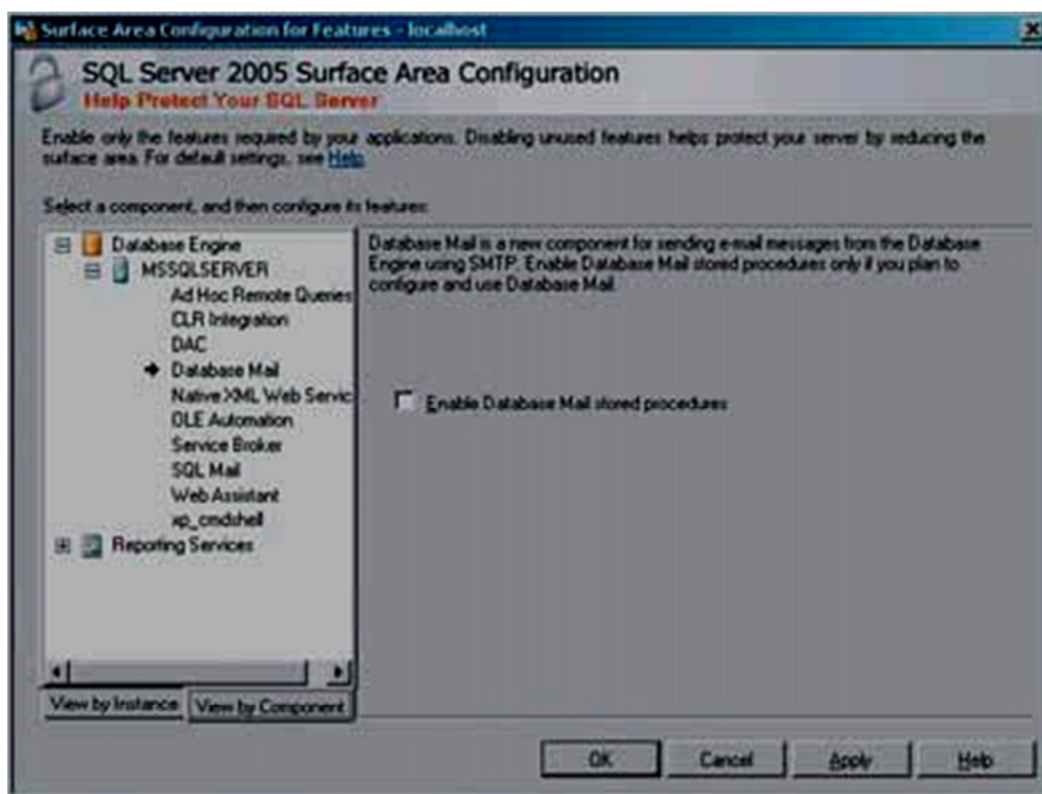 Surface Area Configuration for Features - localhost
SQL Server 2005 Surface Area Configuration
Help Protect Your SQL Server
Enable only the features required by your applications. Disabling unused features helps protect your server by reducing the
surface area. For default settings, see Help.
Select a component, and then configure its features:
Database Engine
MSSQLSERVER
Ad Hoc Remote Queries
CLR Integration
DAC
Database Mail
Native XML Web Servic
OLE Automation
Service Broker
SQL Mail
Web Assistant
xp_cmdshell
Reporting Services
View by Instance
View by Component
Database Mail is a new component for sending e-mail messages from the Database
Engine using SMTP. Enable Database Mail stored procedures only if you plan to
configure and use Database Mail.
Enable Database Mail stored procedures
OK
Cancel
Apply
Help